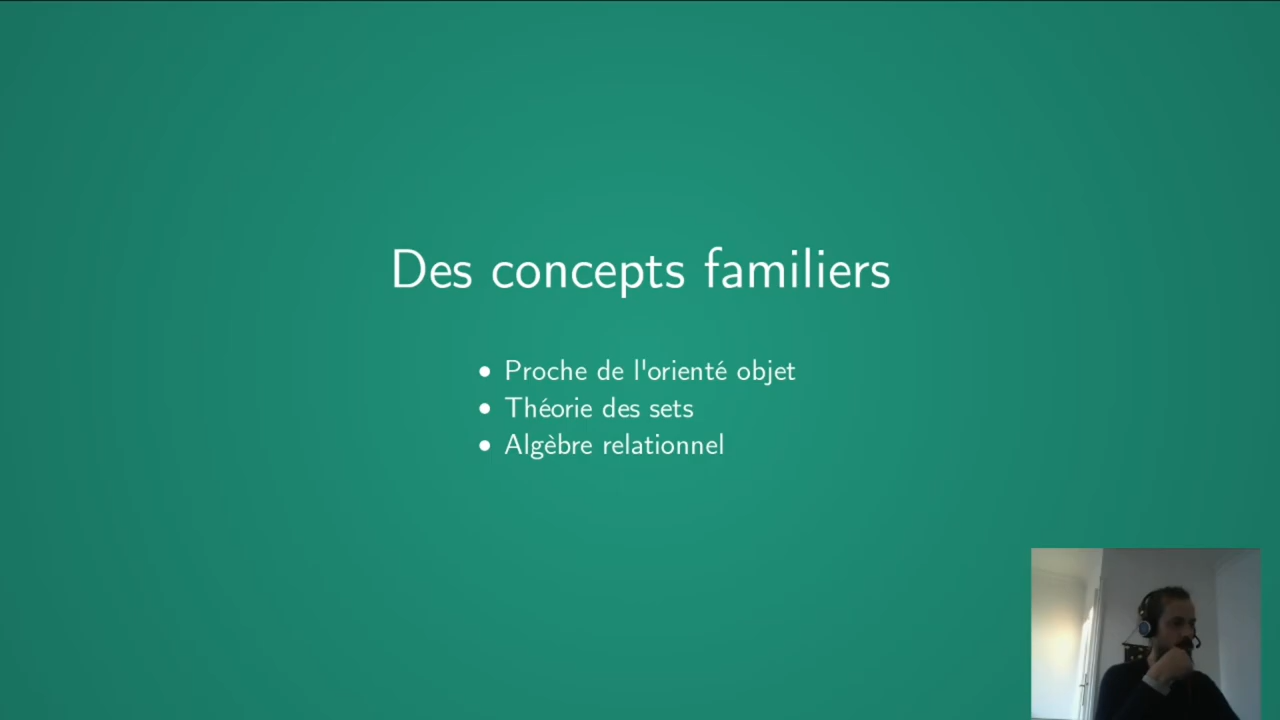 Des concepts familiers
• Proche de l'orienté objet
• Théorie des sets
• Algèbre relationnel